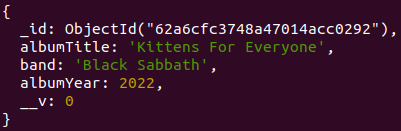 {
  _id: ObjectId("62a6cfc3748a47014acc0292"),
  albumTitle: 'Kittens For Everyone',
  band: 'Black Sabbath',
  albumYear: 2022,
  __v: 0
}